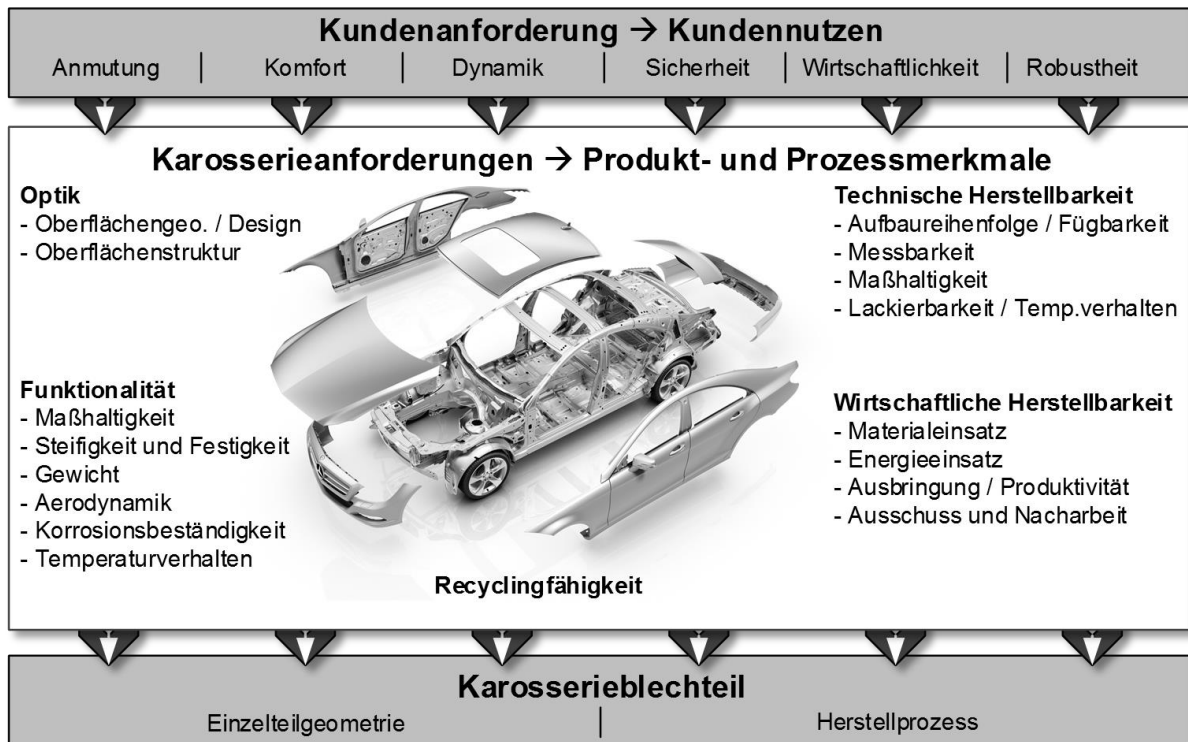 Kundenanforderung → Kundennutzen
Anmutung | Komfort | Dynamik | Sicherheit | Wirtschaftlichkeit | Robustheit
Karosserieanforderungen → Produkt- und Prozessmerkmale
Optik
- Oberflächengeo. / Design
- Oberflächenstruktur
Funktionalität
- Maßhaltigkeit
- Steifigkeit und Festigkeit
- Gewicht
- Aerodynamik
- Korrosionsbeständigkeit
- Temperaturverhalten
Technische Herstellbarkeit
- Aufbaureihenfolge / Fügbarkeit
- Messbarkeit
- Maßhaltigkeit
- Lackierbarkeit / Temp.verhalten
Wirtschaftliche Herstellbarkeit
- Materialeinsatz
- Energieeinsatz
- Ausbringung / Produktivität
- Ausschuss und Nacharbeit
Recyclingfähigkeit
Karosserieblechteil
Einzelteilgeometrie | Herstellprozess